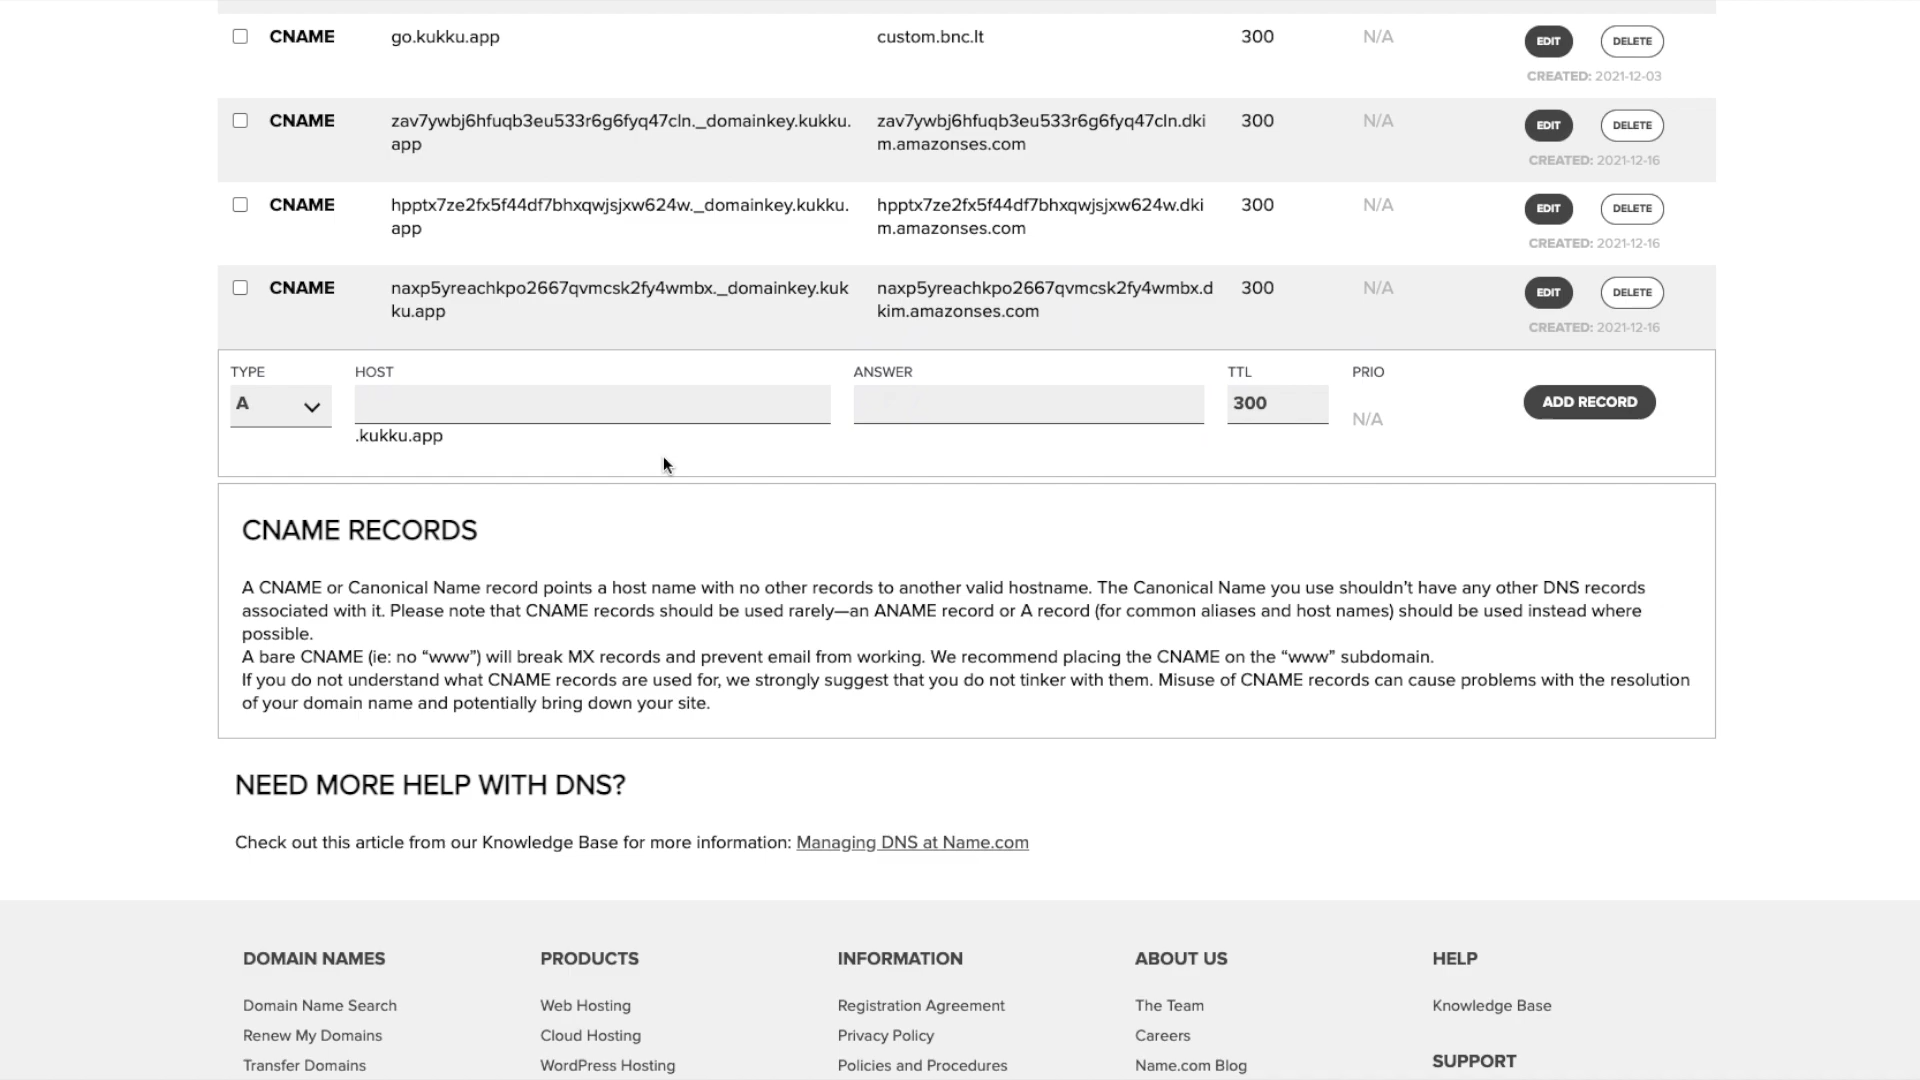 CNAME go.kukku.app custom.bnc.lt 300 N/A EDIT DELETE
CREATED: 2021-12-03
CNAME zav7ywbj6hfuqb3eu533r6g6fyq47cln._domainkey.kukku. zav7ywbj6hfuqb3eu533r6g6fyq47cln.dki 300 N/A EDIT DELETE
app m.amazonses.com
CREATED: 2021-12-16
CNAME hpptx7ze2fx5f44df7bhxqwjsjxw624w._domainkey.kukku. hpptx7ze2fx5f44df7bhxqwjsjxw624w.dki 300 N/A EDIT DELETE
app m.amazonses.com
CREATED: 2021-12-16
CNAME naxp5yreachkpo2667qvmcsk2fy4wmbx._domainkey.kuk naxp5yreachkpo2667qvmcsk2fy4wmbx.d 300 N/A EDIT DELETE
ku.app kim.amazonses.com
CREATED: 2021-12-16
TYPE HOST ANSWER TTL PRIO
A 300 N/A ADD RECORD
.kukku.app
CNAME RECORDS
A CNAME or Canonical Name record points a host name with no other records to another valid hostname. The Canonical Name you use shouldn't have any other DNS records
associated with it. Please note that CNAME records should be used rarely—an ANAME record or A record (for common aliases and host names) should be used instead where
possible.
A bare CNAME (ie: no “www”) will break MX records and prevent email from working. We recommend placing the CNAME on the “www” subdomain.
If you do not understand what CNAME records are used for, we strongly suggest that you do not tinker with them. Misuse of CNAME records can cause problems with the resolution
of your domain name and potentially bring down your site.
NEED MORE HELP WITH DNS?
Check out this article from our Knowledge Base for more information: Managing DNS at Name.com
DOMAIN NAMES PRODUCTS INFORMATION ABOUT US HELP
Domain Name Search Web Hosting Registration Agreement The Team Knowledge Base
Renew My Domains Cloud Hosting Privacy Policy Careers
Transfer Domains WordPress Hosting Policies and Procedures Name.com Blog SUPPORT